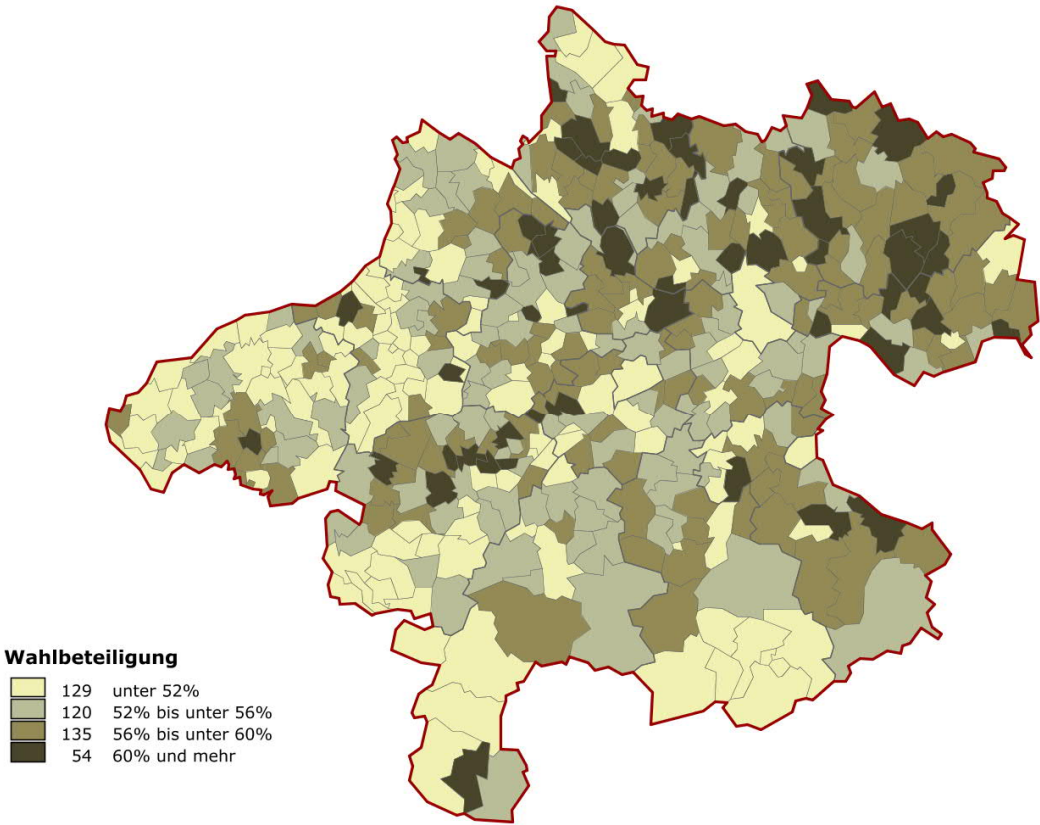 Wahlbeteiligung
129 unter 52%
120 52% bis unter 56%
135 56% bis unter 60%
54 60% und mehr